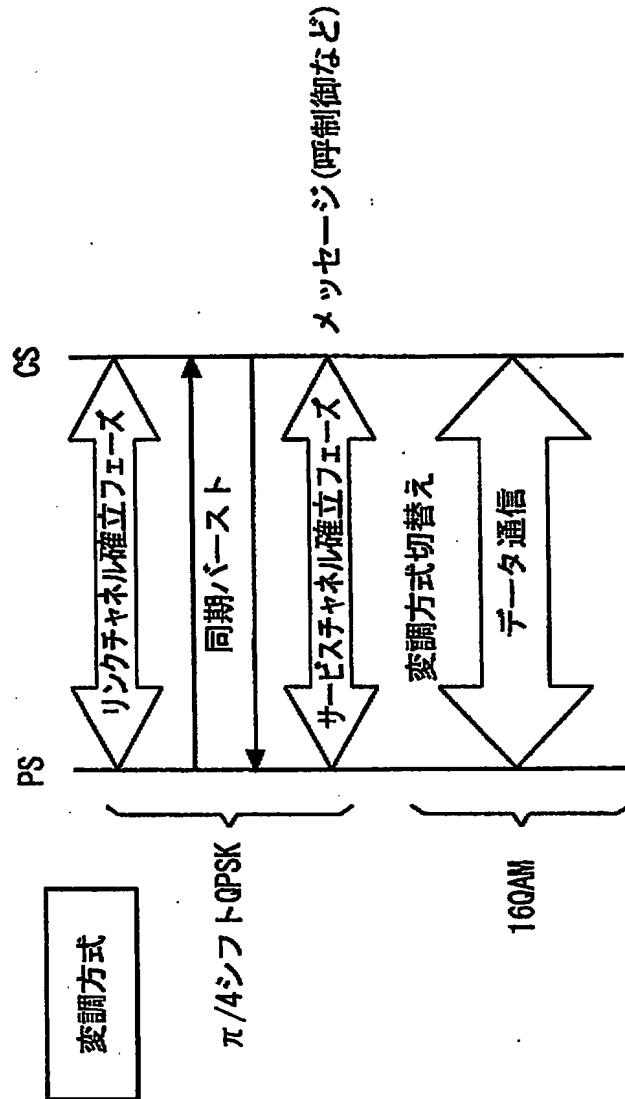 変調方式
PS
CS
リンクチャネル確立フェーズ
同期バースト
π/4シフトQPSK
サービスチャネル確立フェーズ
メッセージ(呼制御など)
変調方式切替え
16QAM
データ通信